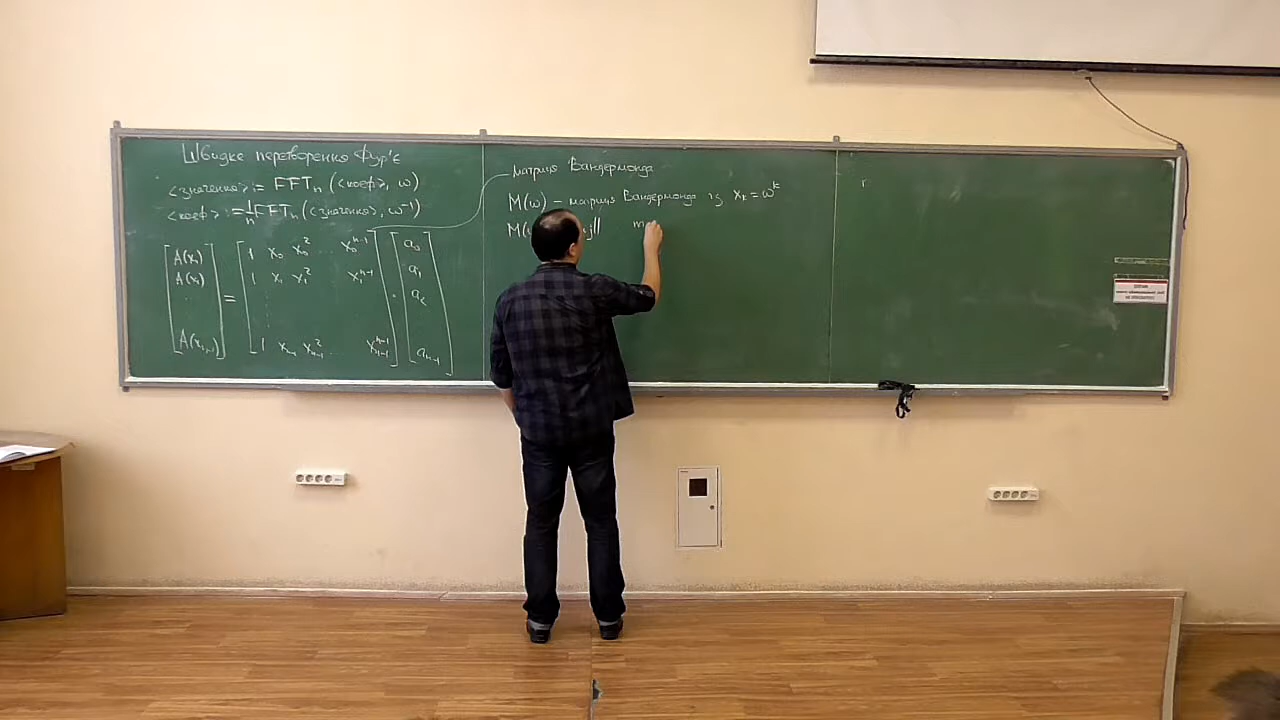 Швидке перетворення Фур'є
<значення> = FFTₙ(<коеф>, ω)
<коеф> := 1/n FFTₙ(<значення>, ω⁻¹)
[A(x₀) A(x₁) ... A(xₙ₋₁)] = [1 x₀ x₀² ... x₀ⁿ⁻¹ 1 x₁ x₁² x₁ⁿ⁻¹ ... 1 xₙ₋₁ xₙ₋₁² ... xₙ₋₁ⁿ⁻¹] · [a₀ a₁ a₂ aₙ₋₁]
матриця Вандермонда
M(ω) – матриця Вандермонда із xₖ = ωᵏ
M( j|| m